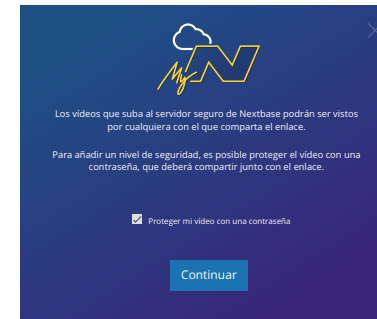 My N
Los vídeos que suba al servidor seguro de Nextbase podrán ser vistos
por cualquiera con el que comparta el enlace.
Para añadir un nivel de seguridad, es posible proteger el vídeo con una
contraseña, que deberá compartir junto con el enlace.
Proteger mi vídeo con una contraseña
Continuar